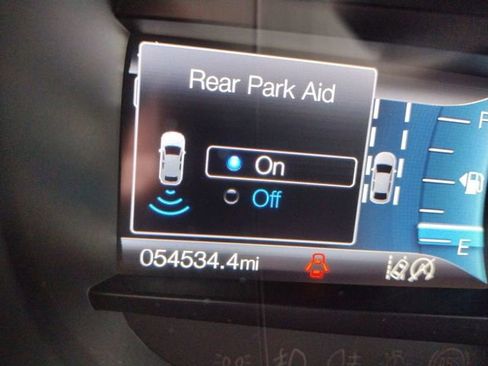 Rear Park Aid
On
Off
F
E
054534.4mi